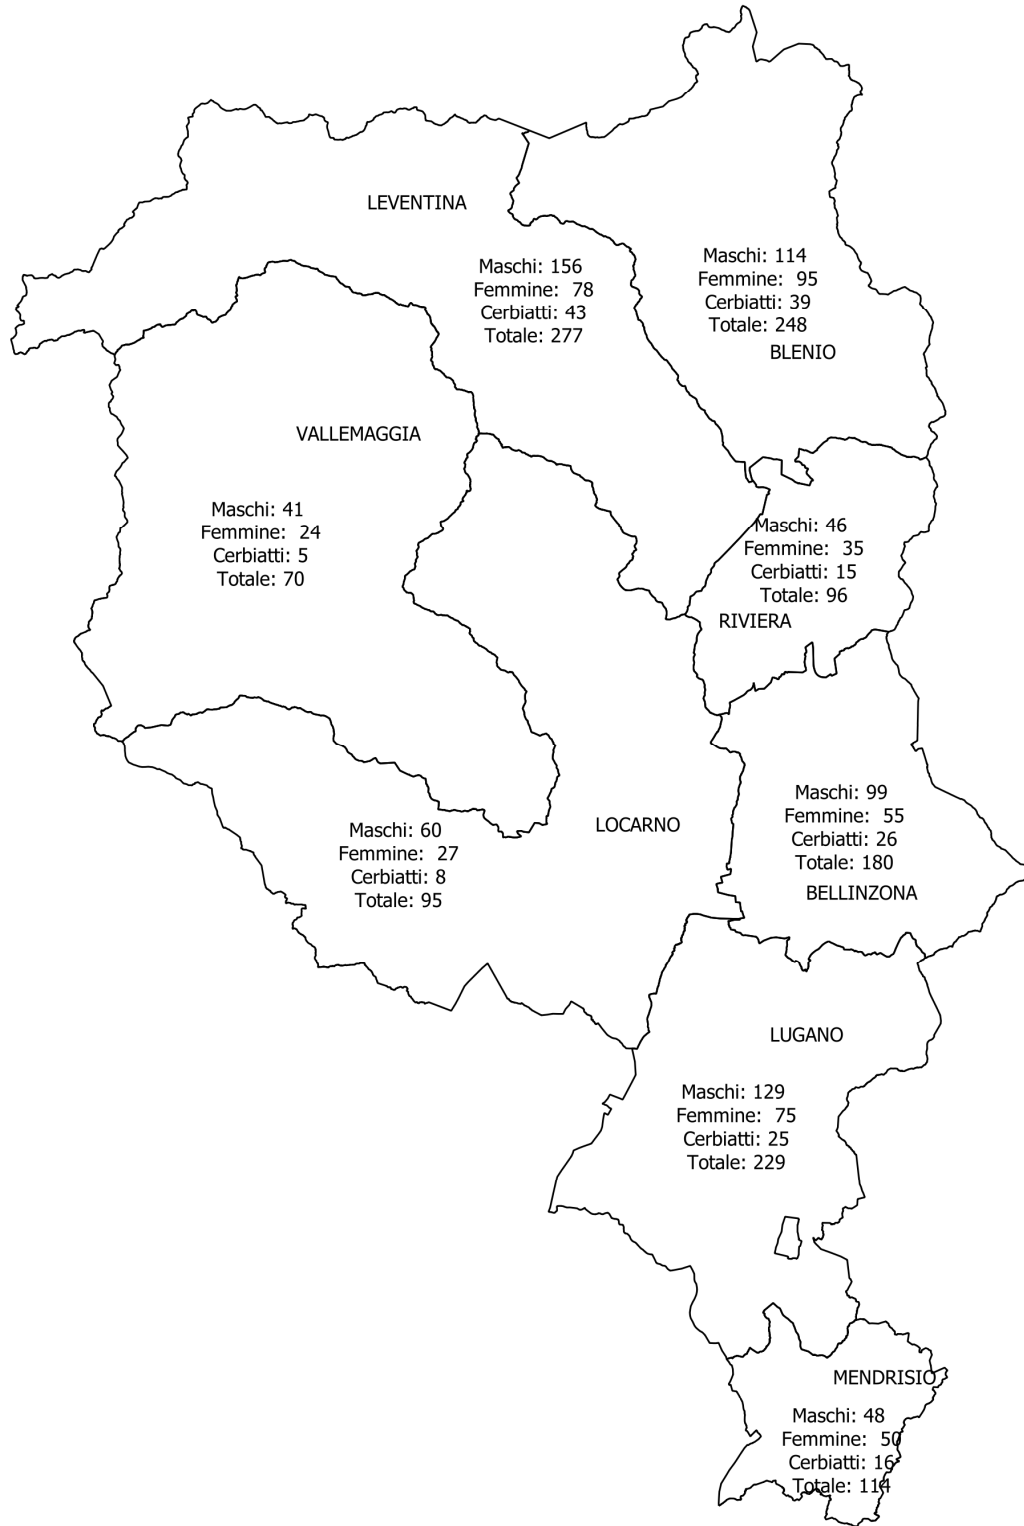 LEVENTINA
Maschi: 156
Femmine:  78
Cerbiatti: 43
Totale: 277
Maschi: 114
Femmine:  95
Cerbiatti: 39
Totale: 248
BLENIO
VALLEMAGGIA
Maschi: 41
Femmine:  24
Cerbiatti: 5
Totale: 70
Maschi: 46
Femmine:  35
Cerbiatti: 15
Totale: 96
RIVIERA
Maschi: 60
Femmine:  27
Cerbiatti: 8
Totale: 95
LOCARNO
Maschi: 99
Femmine:  55
Cerbiatti: 26
Totale: 180
BELLINZONA
LUGANO
Maschi: 129
Femmine:  75
Cerbiatti: 25
Totale: 229
MENDRISIO
Maschi: 48
Femmine:  50
Cerbiatti: 16
Totale: 114